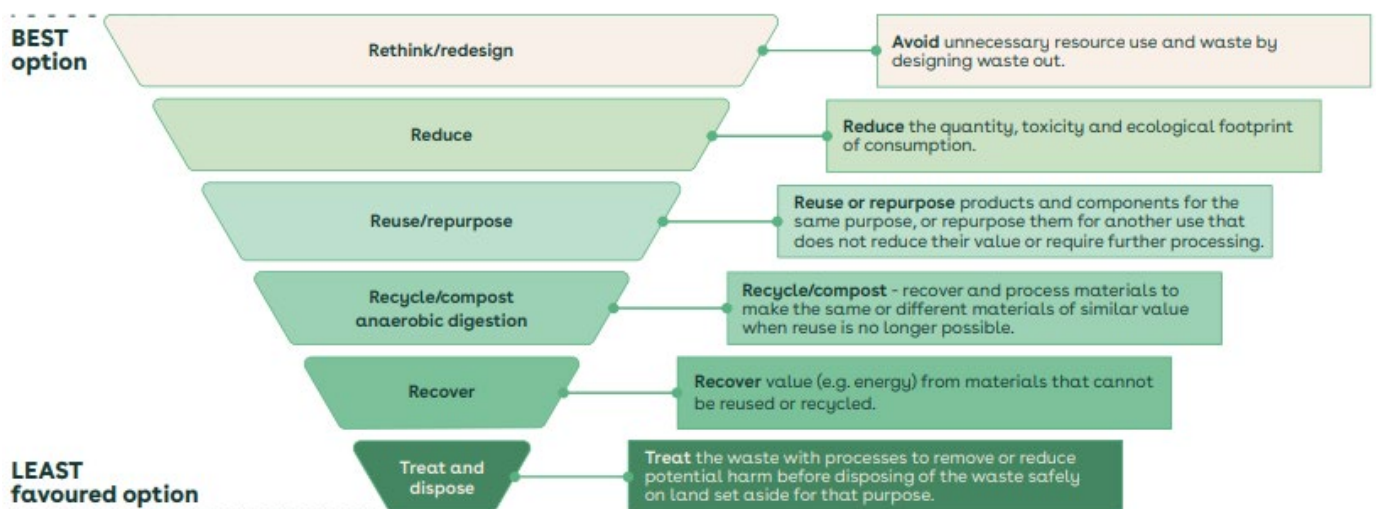 BEST
option
Rethink/redesign
Avoid unnecessary resource use and waste by
designing waste out.
Reduce
Reduce the quantity, toxicity and ecological footprint
of consumption.
Reuse/repurpose
Reuse or repurpose products and components for the
same purpose, or repurpose them for another use that
does not reduce their value or require further processing.
Recycle/compost
anaerobic digestion
Recycle/compost - recover and process materials to
make the same or different materials of similar value
when reuse is no longer possible.
Recover
Recover value (e.g. energy) from materials that cannot
be reused or recycled.
LEAST
favoured option
Treat and
dispose
Treat the waste with processes to remove or reduce
potential harm before disposing of the waste safely
on land set aside for that purpose.